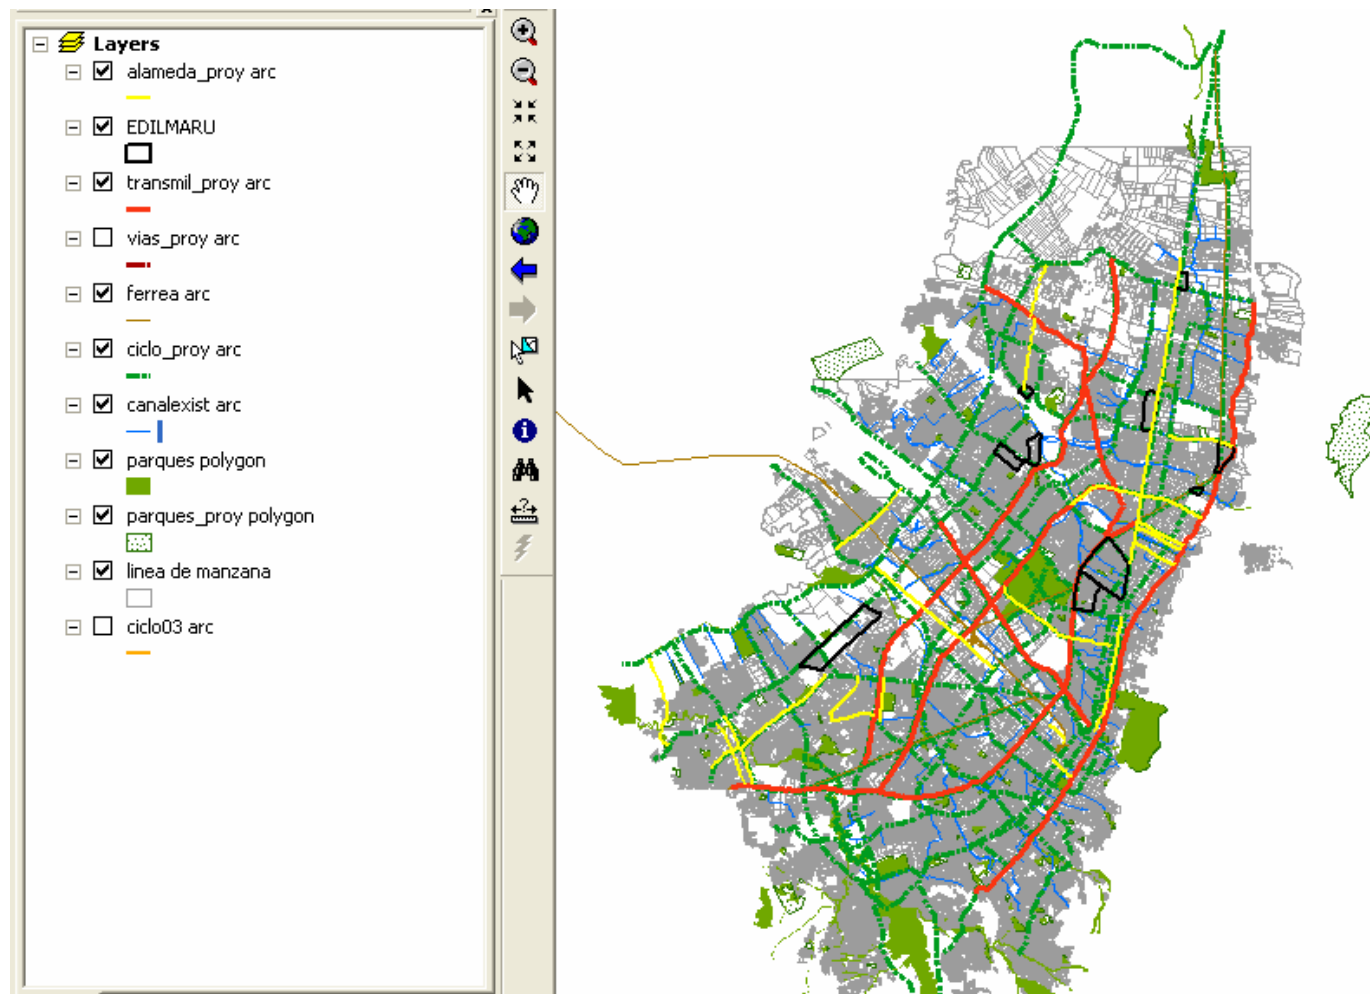 Layers
alameda_proy arc
EDILMARU
transmil_proy arc
vias_proy arc
ferrea arc
ciclo_proy arc
canalexist arc
parques polygon
parques_proy polygon
linea de manzana
ciclo03 arc